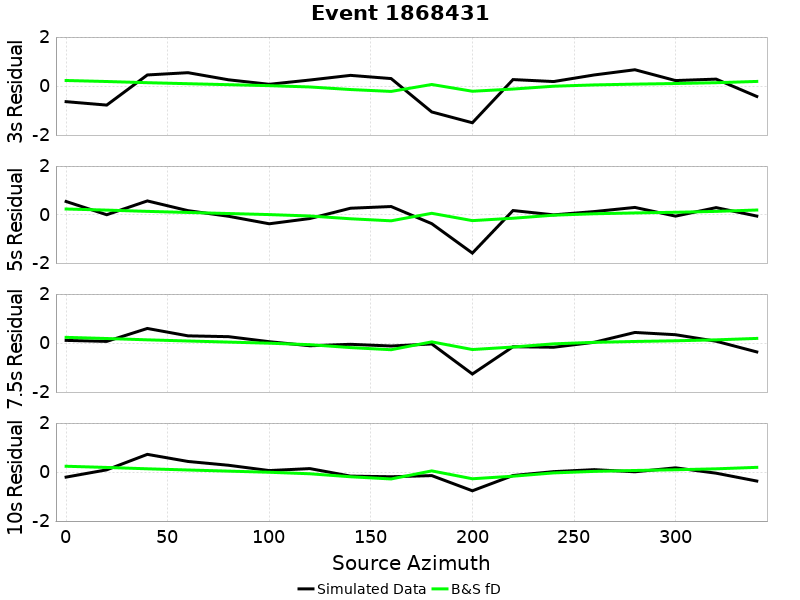 Event 1868431
3s Residual
2
0
-2
5s Residual
2
0
-2
7.5s Residual
2
0
-2
10s Residual
2
0
-2
0 50 100 150 200 250 300
Source Azimuth
Simulated Data B&S fD